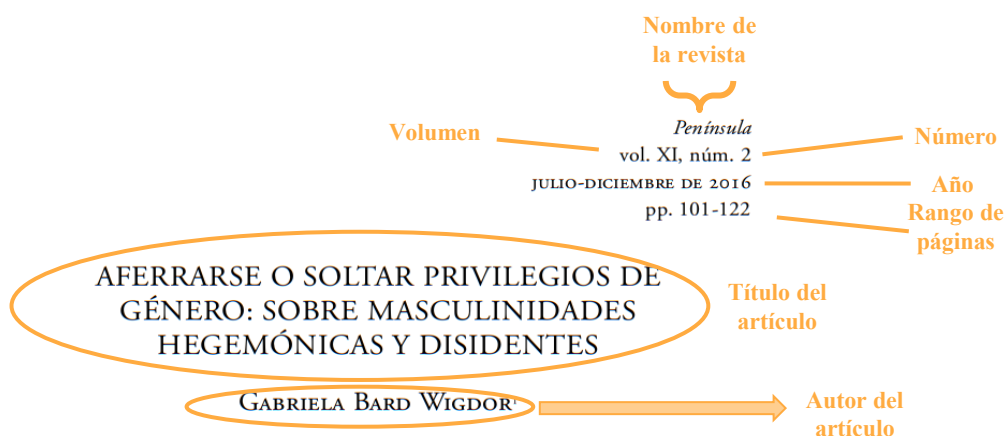 Nombre de
la revista
Península
Volumen
vol. XI, núm. 2
Número
JULIO-DICIEMBRE DE 2016
Año
pp. 101-122
Rango de
páginas
AFERRARSE O SOLTAR PRIVILEGIOS DE
GÉNERO: SOBRE MASCULINIDADES
HEGEMÓNICAS Y DISIDENTES
Título del
artículo
GABRIELA BARD WIGDOR¹
Autor del
artículo